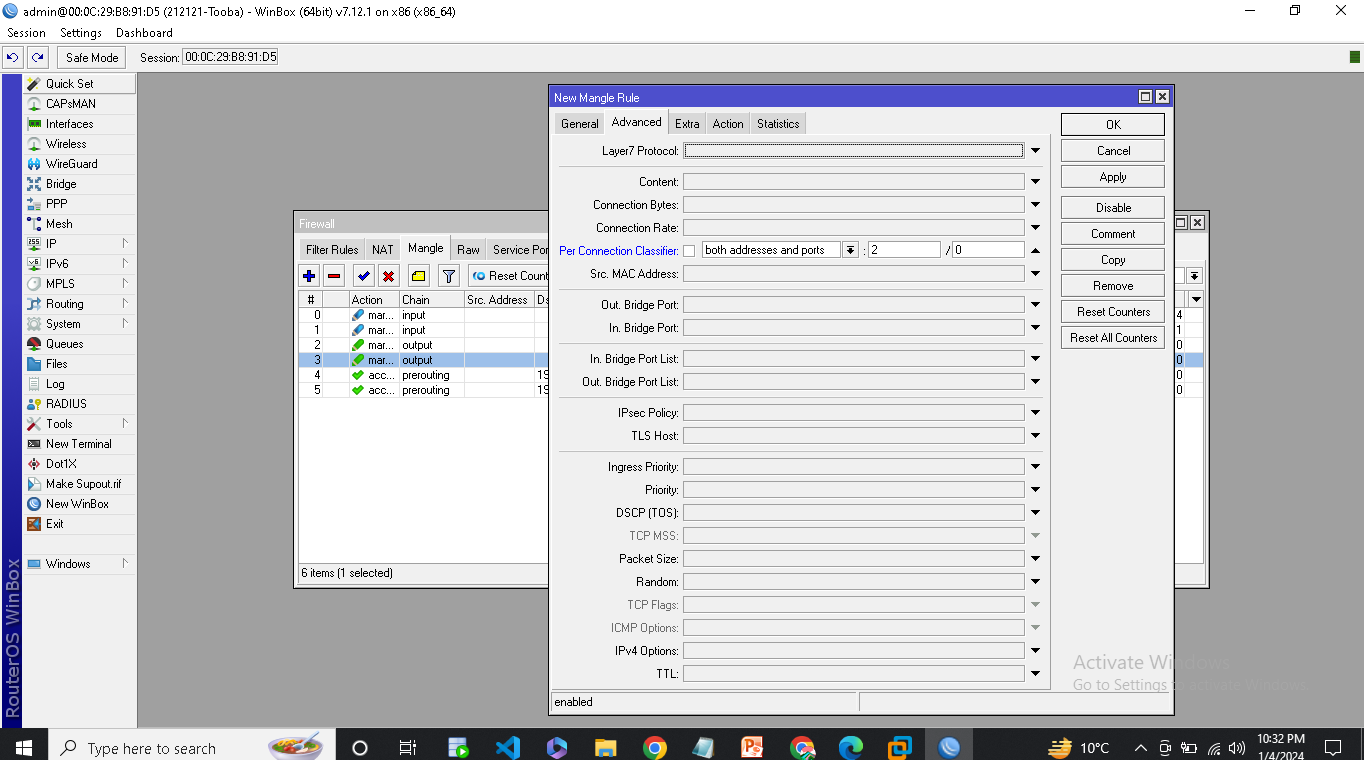 admin@00:0C:29:B8:91:D5 (212121-Tooba) - WinBox (64bit) v7.12.1 on x86 (x86_64)
Session Settings Dashboard
Safe Mode Session: 00:0C:29:B8:91:D5
Quick Set
CAPsMAN
Interfaces
Wireless
WireGuard
Bridge
PPP
Mesh
IP
IPv6
MPLS
Routing
System
Queues
Files
Log
RADIUS
Tools
New Terminal
Dot1X
Make Supout.rif
New WinBox
Exit
Windows
RouterOS WinBox
Firewall
Filter Rules NAT Mangle Raw Service Por
Reset Count
# Action Chain Src. Address Ds
0 mar... input 4
1 mar... input 1
2 mar... output 0
3 mar... output 0
4 acc... prerouting 19 0
5 acc... prerouting 19 0
6 items (1 selected)
New Mangle Rule
General Advanced Extra Action Statistics
Layer7 Protocol:
Content:
Connection Bytes:
Connection Rate:
Per Connection Classifier: both addresses and ports : 2 / 0
Src. MAC Address:
Out. Bridge Port:
In. Bridge Port:
In. Bridge Port List:
Out. Bridge Port List:
IPsec Policy:
TLS Host:
Ingress Priority:
Priority:
DSCP (TOS):
TCP MSS:
Packet Size:
Random:
TCP Flags:
ICMP Options:
IPv4 Options:
TTL:
enabled
OK
Cancel
Apply
Disable
Comment
Copy
Remove
Reset Counters
Reset All Counters
Activate Windows
Go to Settings to activate Windows.
Type here to search
10°C
10:32 PM
1/4/2024